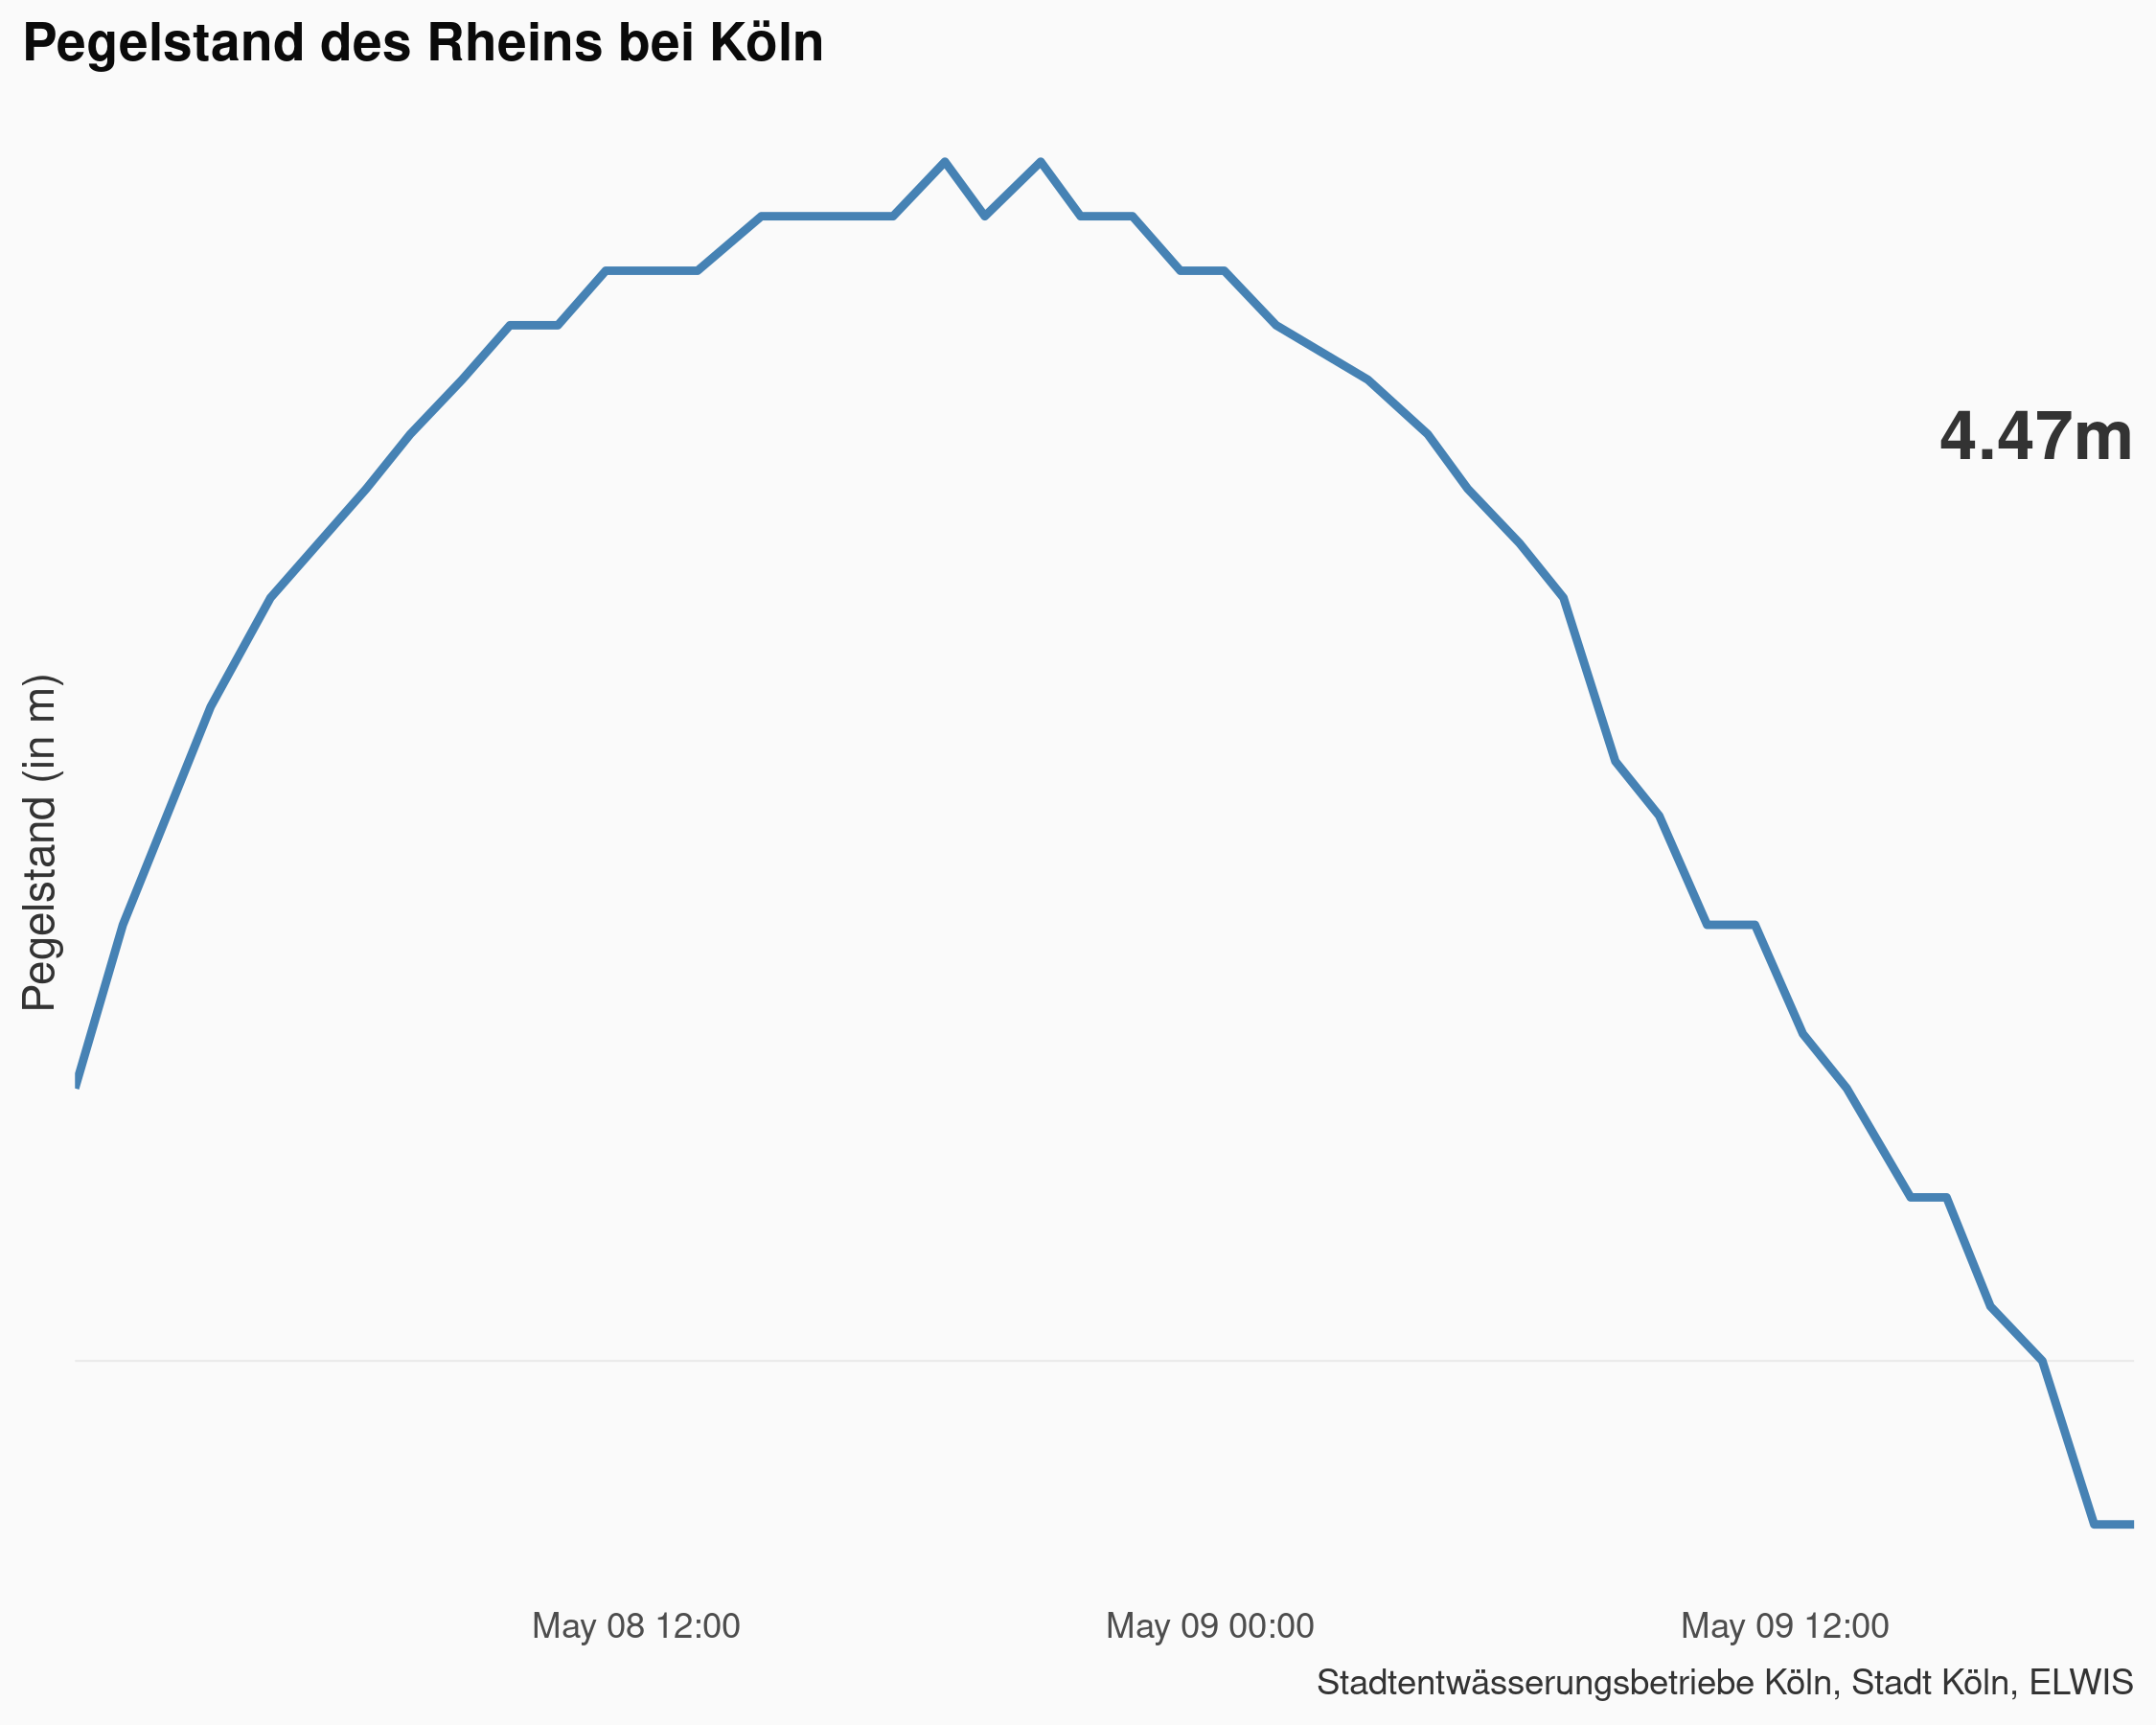 Pegelstand des Rheins bei Köln
4.47m
Pegelstand (in m)
May 08 12:00
May 09 00:00
May 09 12:00
Stadtentwässerungsbetriebe Köln, Stadt Köln, ELWIS